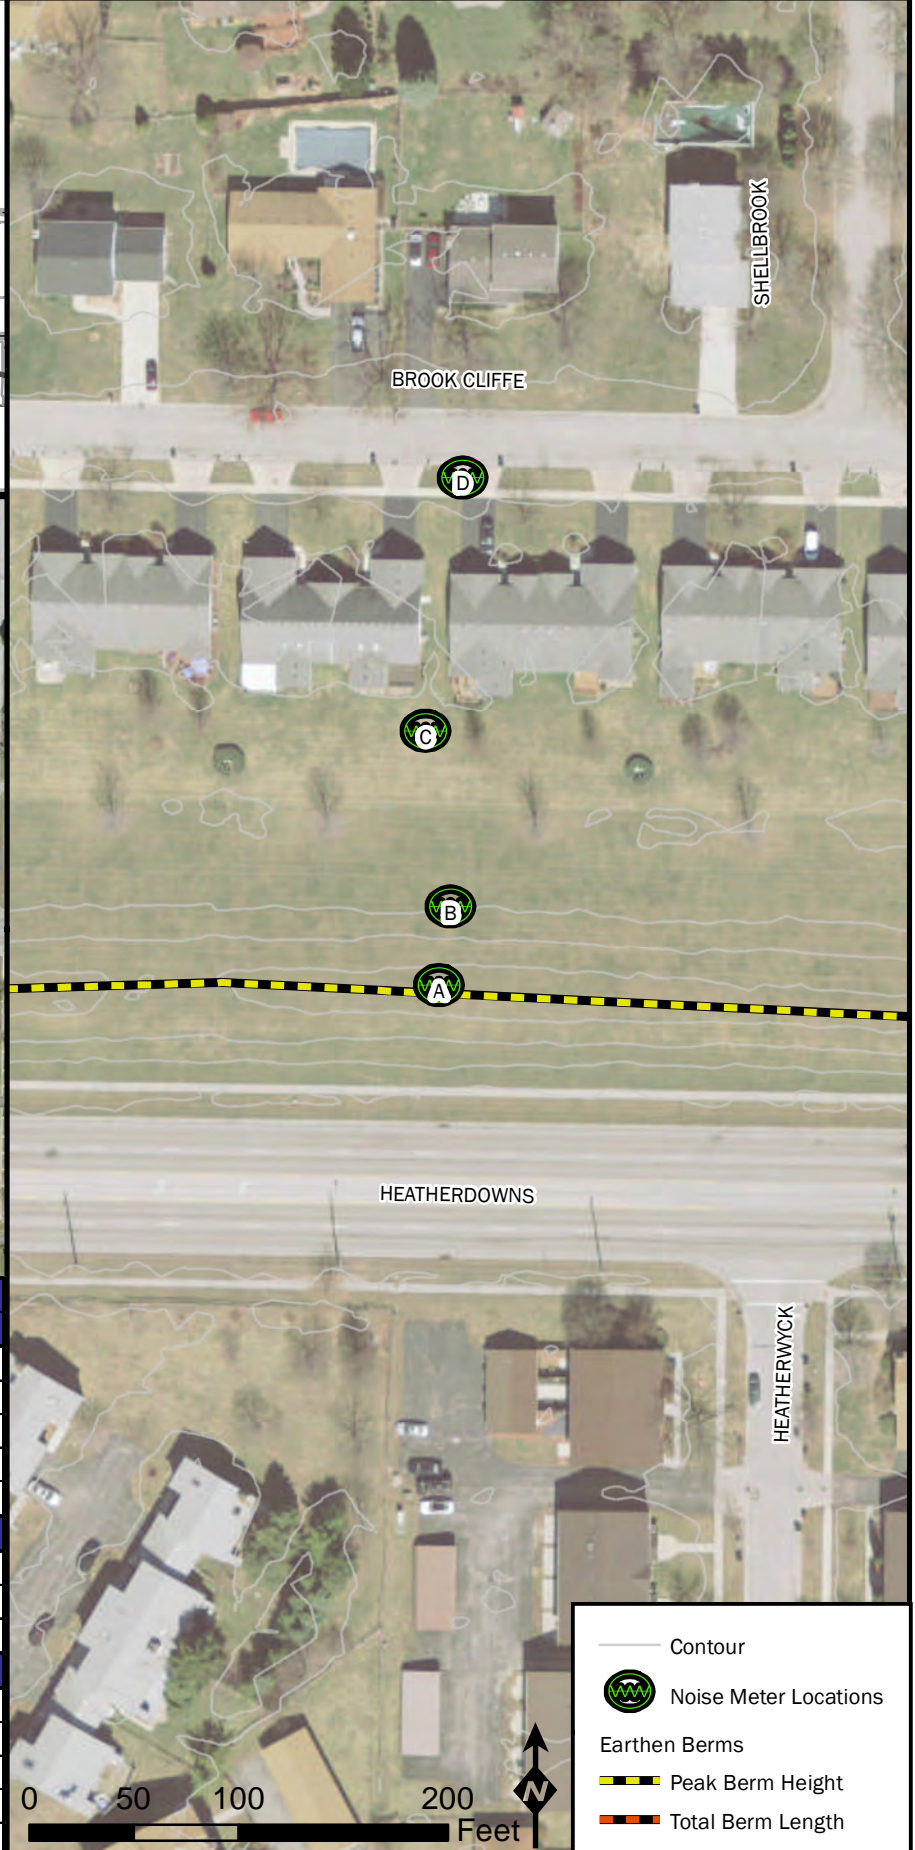 SHELLBROOK
BROOK CLIFFE
D
C
B
A
HEATHERDOWNS
HEATHERWYCK
Contour
Noise Meter Locations
Earthen Berms
Peak Berm Height
Total Berm Length
0 50 100 200
Feet
N